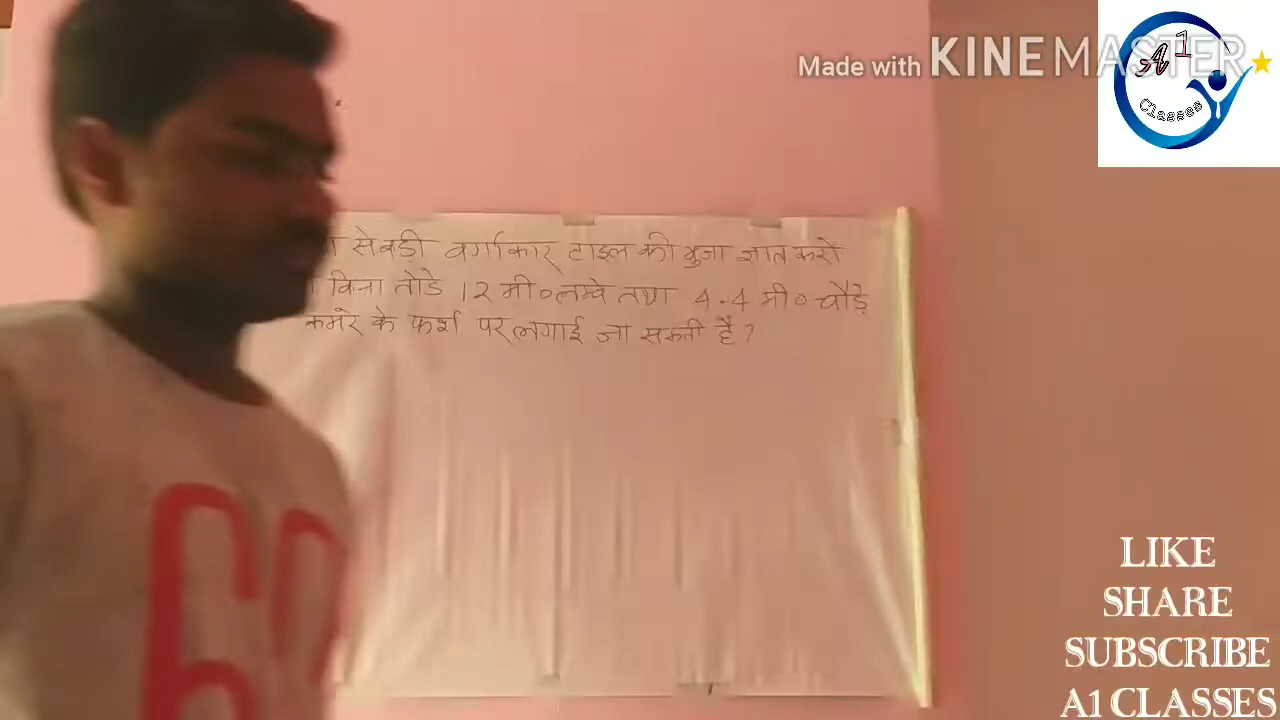 Made with KINEMASTER
A1
Classes
से बड़ी वर्गाकार टाइल की भुजा ज्ञात करो
बिना तोडे 12 मी० लम्बे तथा 4.4 मी० चौड़े
कमरे के फर्श पर लगाई जा सकती है?
LIKE
SHARE
SUBSCRIBE
A1 CLASSES